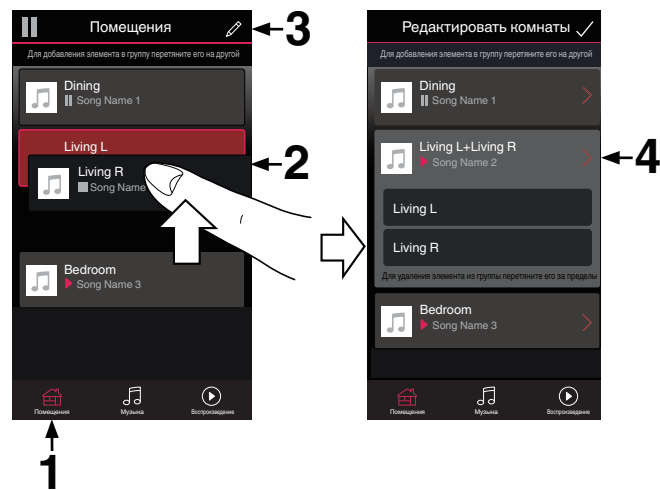 Помещения
3
Для добавления элемента в группу перетяните его на другой
Dining
Song Name 1
Living L
2
Living R
Song Name
Bedroom
Song Name 3
Помещения
Музыка
Воспроизведение
1
Редактировать комнаты
Для добавления элемента в группу перетяните его на другой
Dining
Song Name 1
Living L+Living R
Song Name 2
4
Living L
Living R
Для удаления элемента из группы перетяните его за пределы
Bedroom
Song Name 3
Помещения
Музыка
Воспроизведение